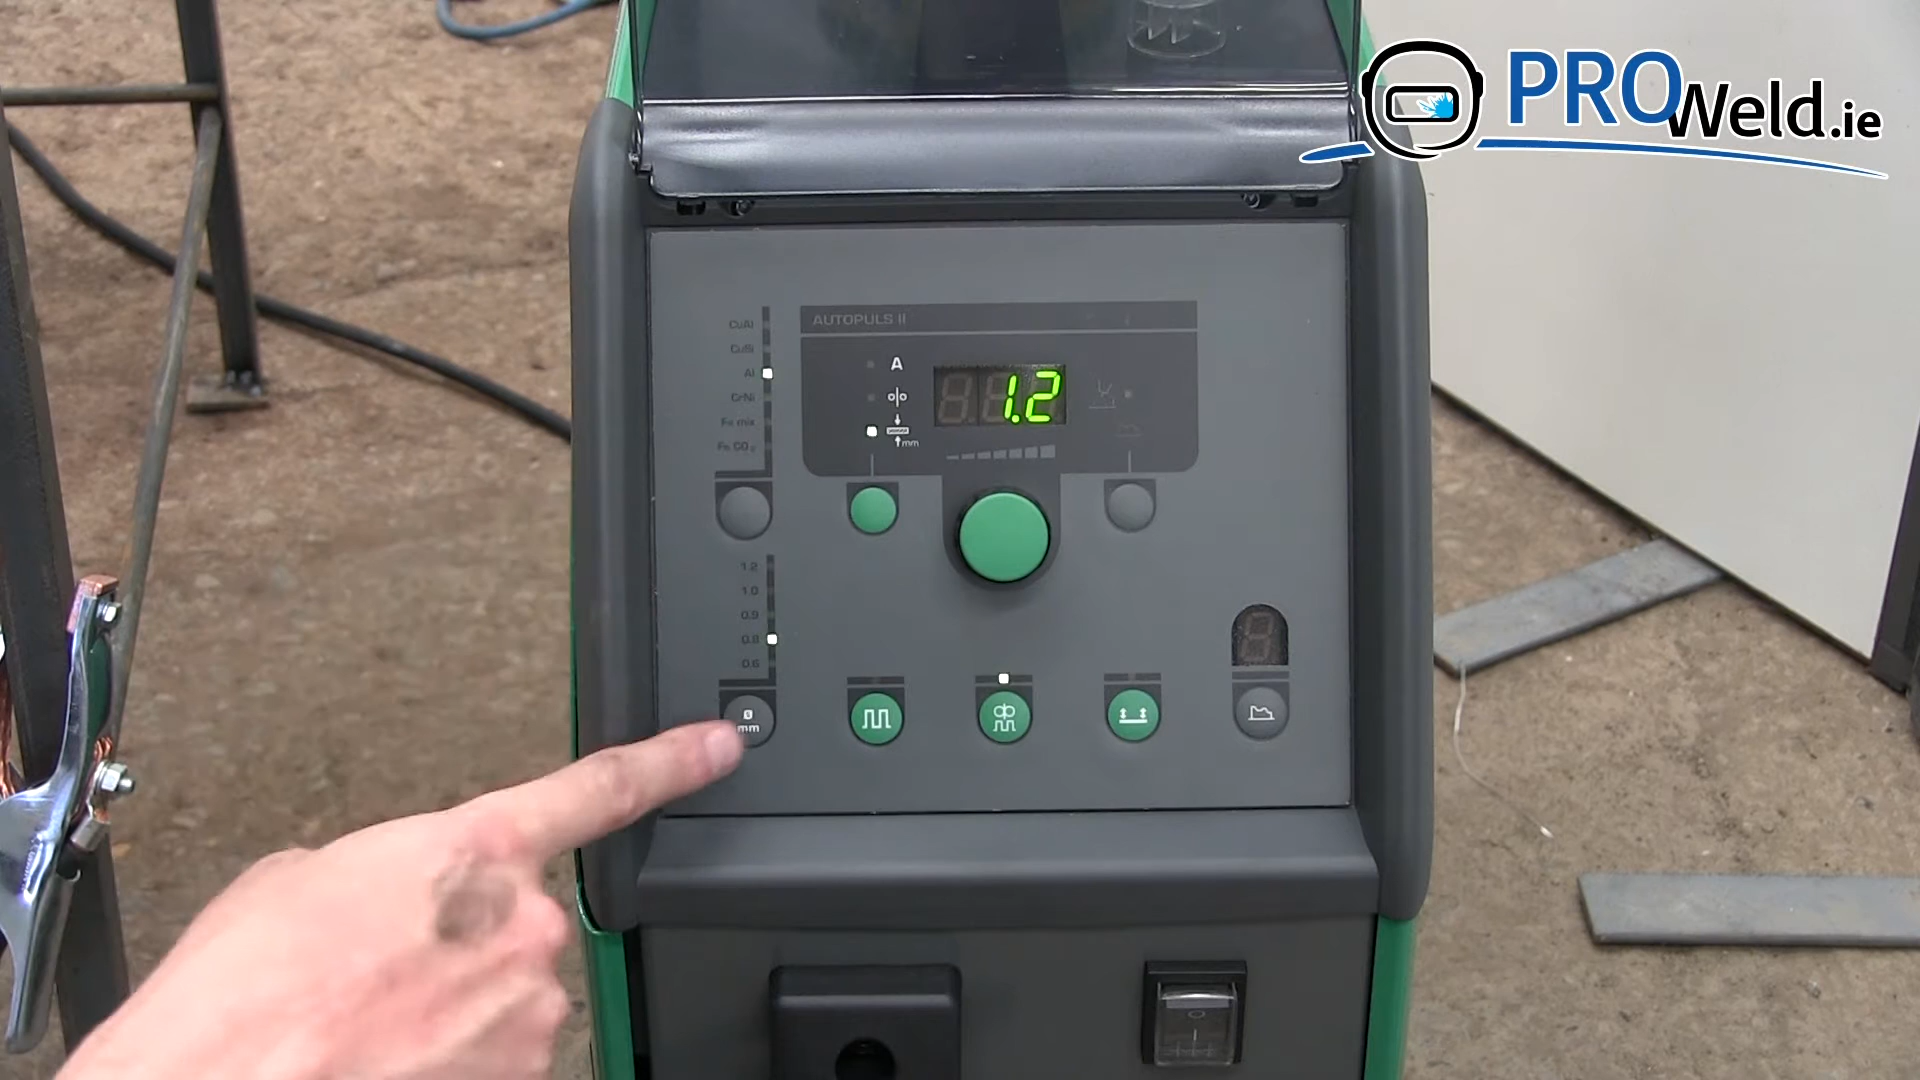 PROWeld.ie
AUTOPULS II
CuAl
CuSi
Al
CrNi
Fe mix
Fe CO2
A
mm
1.2
1.2
1.0
0.9
0.8
0.6
ø
mm